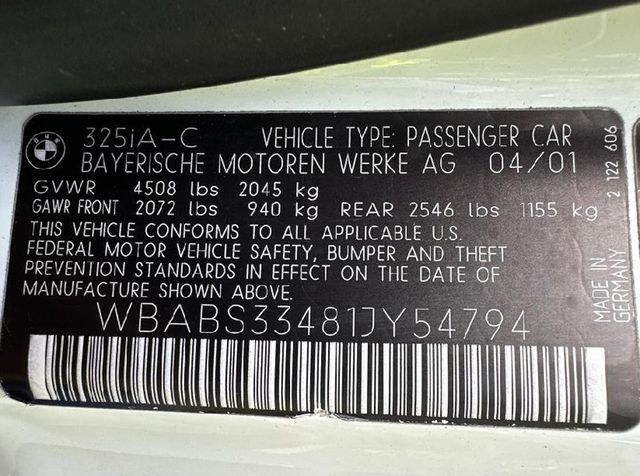 BMW
325iA-C VEHICLE TYPE: PASSENGER CAR
BAYERISCHE MOTOREN WERKE AG 04/01
GVWR 4508 lbs 2045 kg
GAWR FRONT 2072 lbs 940 kg REAR 2546 lbs 1155 kg
THIS VEHICLE CONFORMS TO ALL APPLICABLE U.S.
FEDERAL MOTOR VEHICLE SAFETY, BUMPER AND THEFT
PREVENTION STANDARDS IN EFFECT ON THE DATE OF
MANUFACTURE SHOWN ABOVE.
WBABS33481JY54794
2 122 606
MADE IN
GERMANY